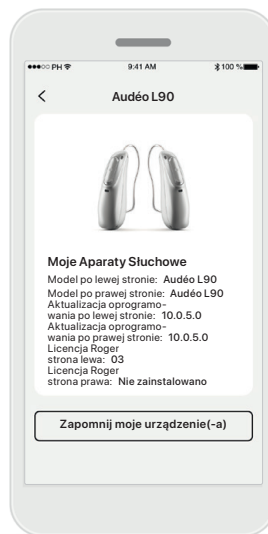 PH 9:41 AM 100 %
Audéo L90
Moje Aparaty Słuchowe
Model po lewej stronie: Audéo L90
Model po prawej stronie: Audéo L90
Aktualizacja oprogramo-
wania po lewej stronie: 10.0.5.0
Aktualizacja oprogramo-
wania po prawej stronie: 10.0.5.0
Licencja Roger
strona lewa: 03
Licencja Roger
strona prawa: Nie zainstalowano
Zapomnij moje urządzenie(-a)